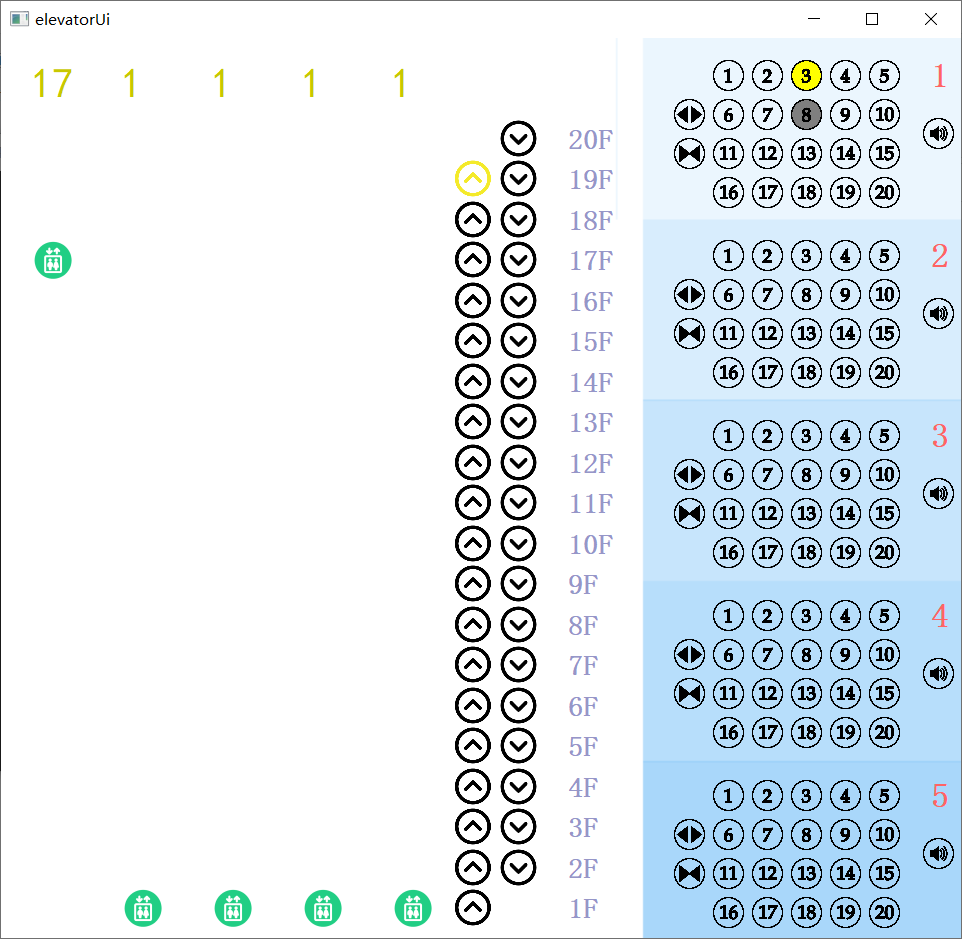 elevatorUi
17 1 1 1 1
20F
19F
18F
17F
16F
15F
14F
13F
12F
11F
10F
9F
8F
7F
6F
5F
4F
3F
2F
1F
1 2 3 4 5 1
6 7 8 9 10
11 12 13 14 15
16 17 18 19 20
1 2 3 4 5 2
6 7 8 9 10
11 12 13 14 15
16 17 18 19 20
1 2 3 4 5 3
6 7 8 9 10
11 12 13 14 15
16 17 18 19 20
1 2 3 4 5 4
6 7 8 9 10
11 12 13 14 15
16 17 18 19 20
1 2 3 4 5 5
6 7 8 9 10
11 12 13 14 15
16 17 18 19 20